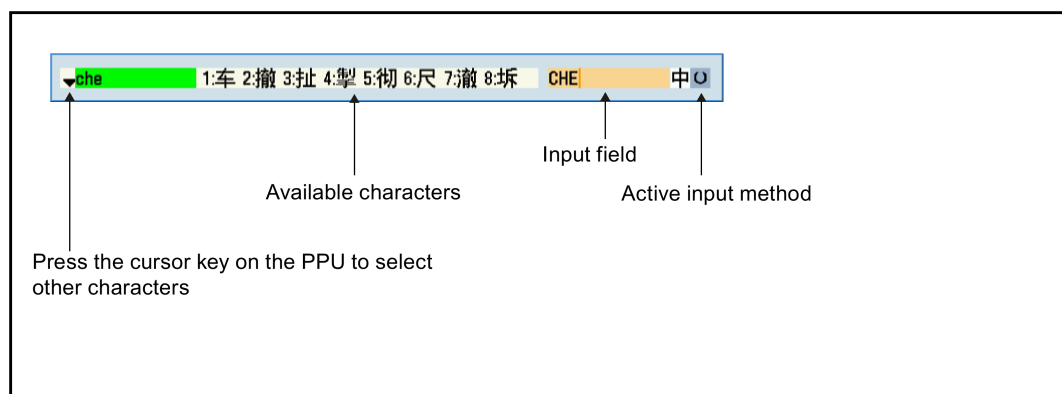 che 1:车 2:撤 3:扯 4:掣 5:彻 6:尺 7:澈 8:坼 CHE 中
Input field
Available characters
Active input method
Press the cursor key on the PPU to select
other characters